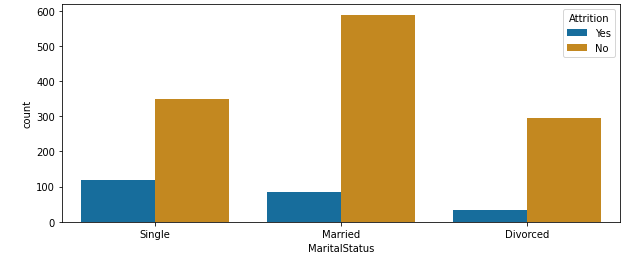 600
500
400
300
200
100
0
count
Single
Married
Divorced
MaritalStatus
Attrition
Yes
No